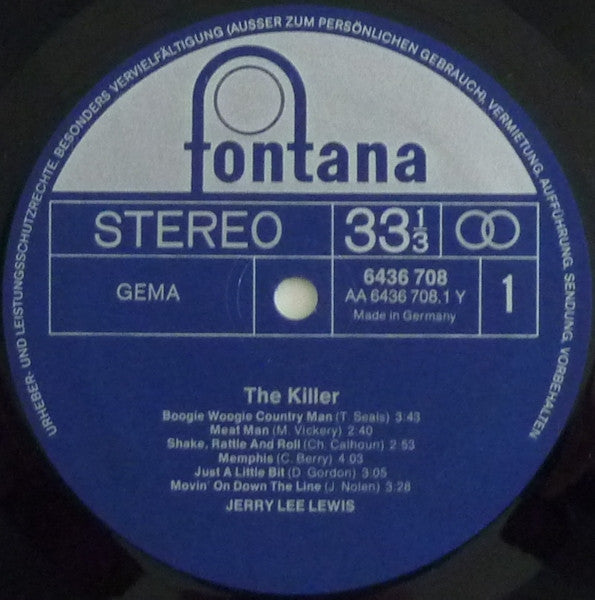 URHEBER- UND LEISTUNGSSCHUTZRECHTE, BESONDERS VERVIELFÄLTIGUNG (AUSSER ZUM PERSÖNLICHEN GEBRAUCH), VERMIETUNG, AUFFÜHRUNG, SENDUNG, VORBEHALTEN
fontana
STEREO 33 1/3
GEMA
6436 708
AA 6436 708.1 Y
Made in Germany
1
The Killer
Boogie Woogie Country Man (T. Seals) 3:43
Meat Man (M. Vickery) 2:40
Shake, Rattle And Roll (Ch. Calhoun) 2:53
Memphis (C. Berry) 4:03
Just A Little Bit (D. Gordon) 3:05
Movin' On Down The Line (J. Nolan) 3:28
JERRY LEE LEWIS